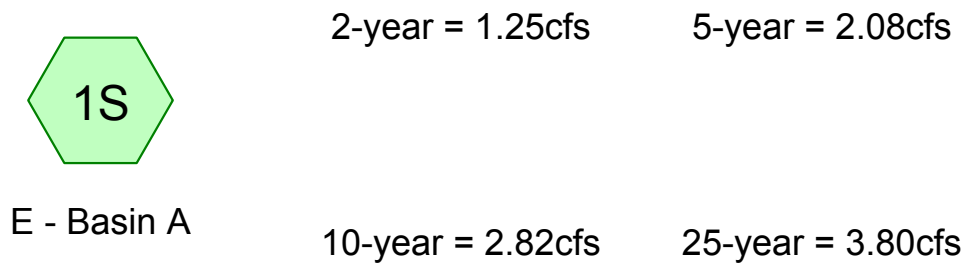 2-year = 1.25cfs
5-year = 2.08cfs
1S
E - Basin A
10-year = 2.82cfs
25-year = 3.80cfs